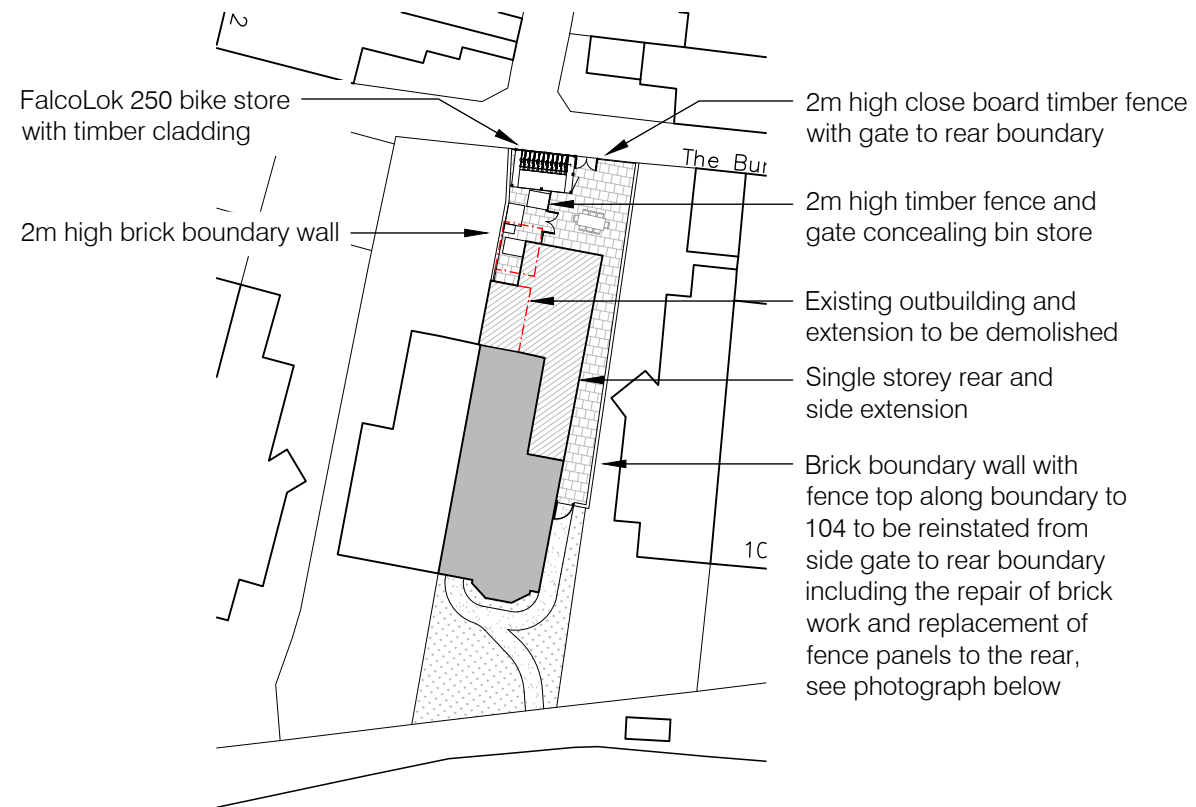 2
FalcoLok 250 bike store
with timber cladding
2m high brick boundary wall
2m high close board timber fence
with gate to rear boundary
The Bur
2m high timber fence and
gate concealing bin store
Existing outbuilding and
extension to be demolished
Single storey rear and
side extension
Brick boundary wall with
fence top along boundary to
104 to be reinstated from
side gate to rear boundary
including the repair of brick
work and replacement of
fence panels to the rear,
see photograph below
10